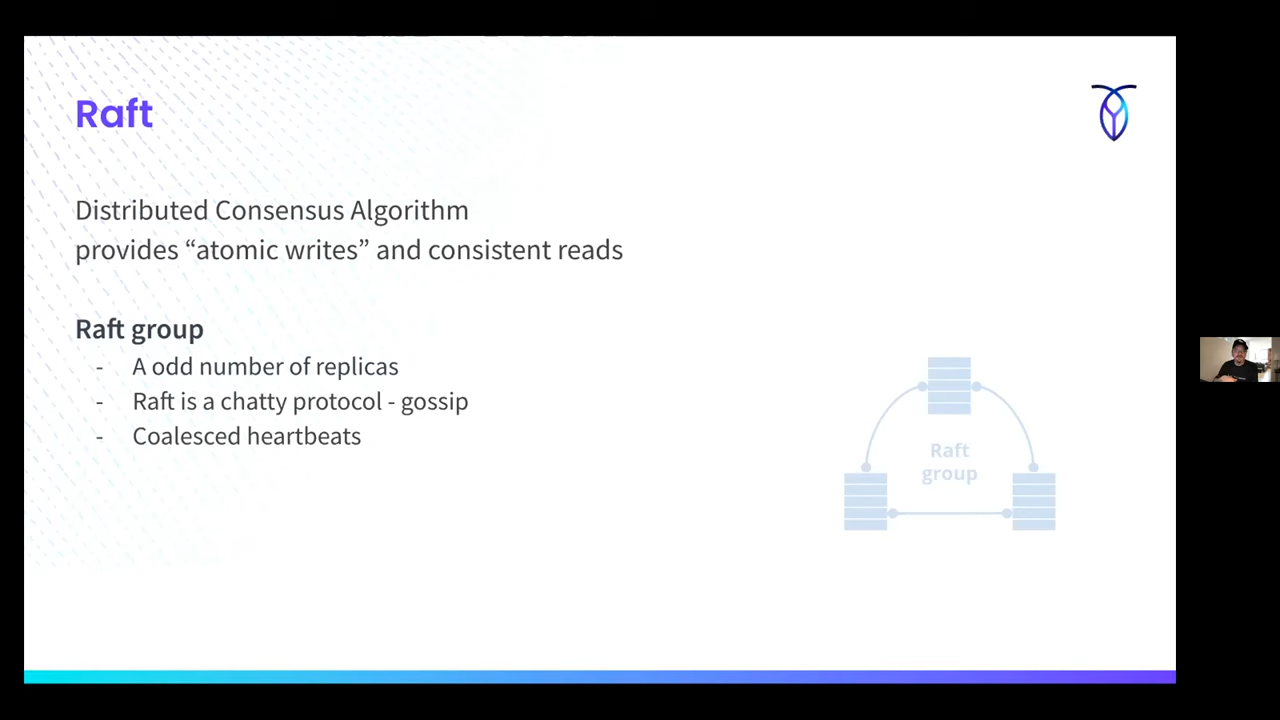 Raft
Distributed Consensus Algorithm
provides “atomic writes” and consistent reads
Raft group
- A odd number of replicas
- Raft is a chatty protocol - gossip
- Coalesced heartbeats
Raft
group